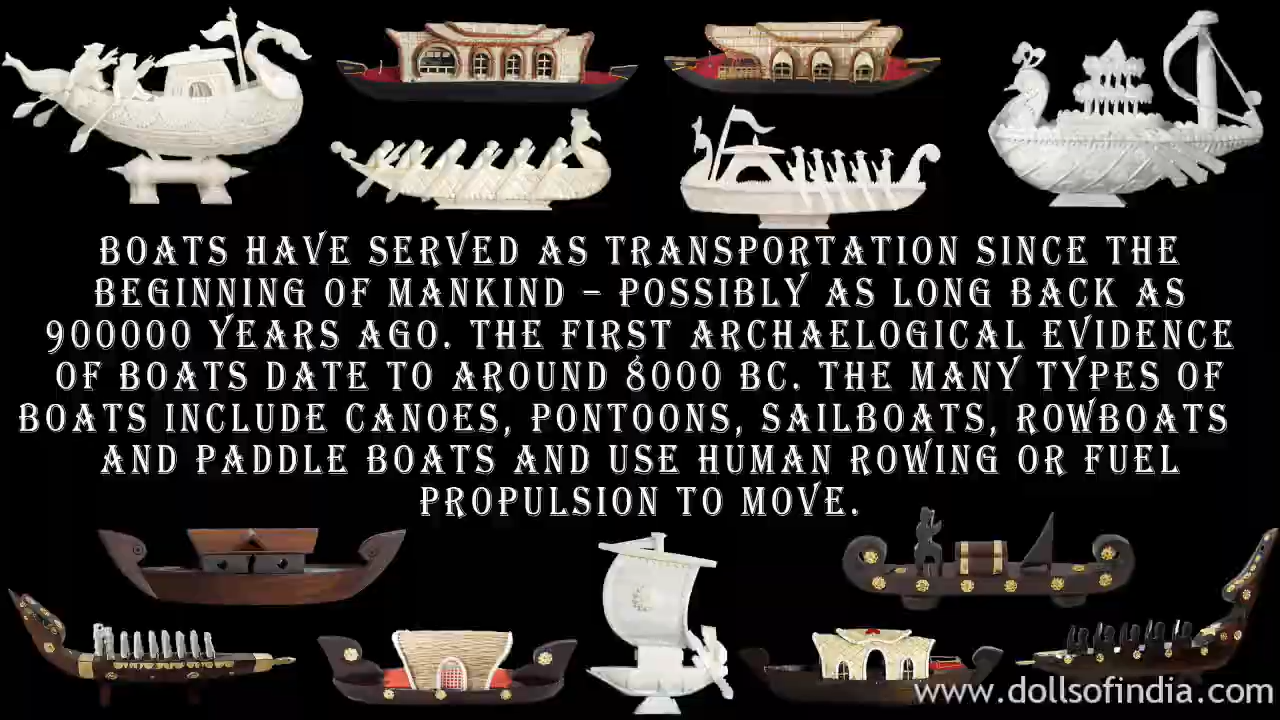 BOATS HAVE SERVED AS TRANSPORTATION SINCE THE
BEGINNING OF MANKIND – POSSIBLY AS LONG BACK AS
900000 YEARS AGO. THE FIRST ARCHAELOGICAL EVIDENCE
OF BOATS DATE TO AROUND 8000 BC. THE MANY TYPES OF
BOATS INCLUDE CANOES, PONTOONS, SAILBOATS, ROWBOATS
AND PADDLE BOATS AND USE HUMAN ROWING OR FUEL
PROPULSION TO MOVE.
www.dollsofindia.com